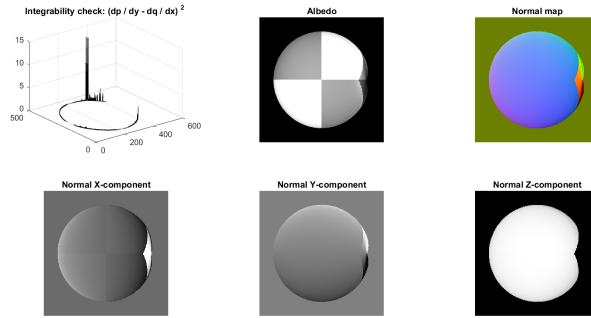 Integrability check: (dp / dy - dq / dx) ²
Albedo
Normal map
15
10
5
0
500
0
0
200
400
600
Normal X-component
Normal Y-component
Normal Z-component